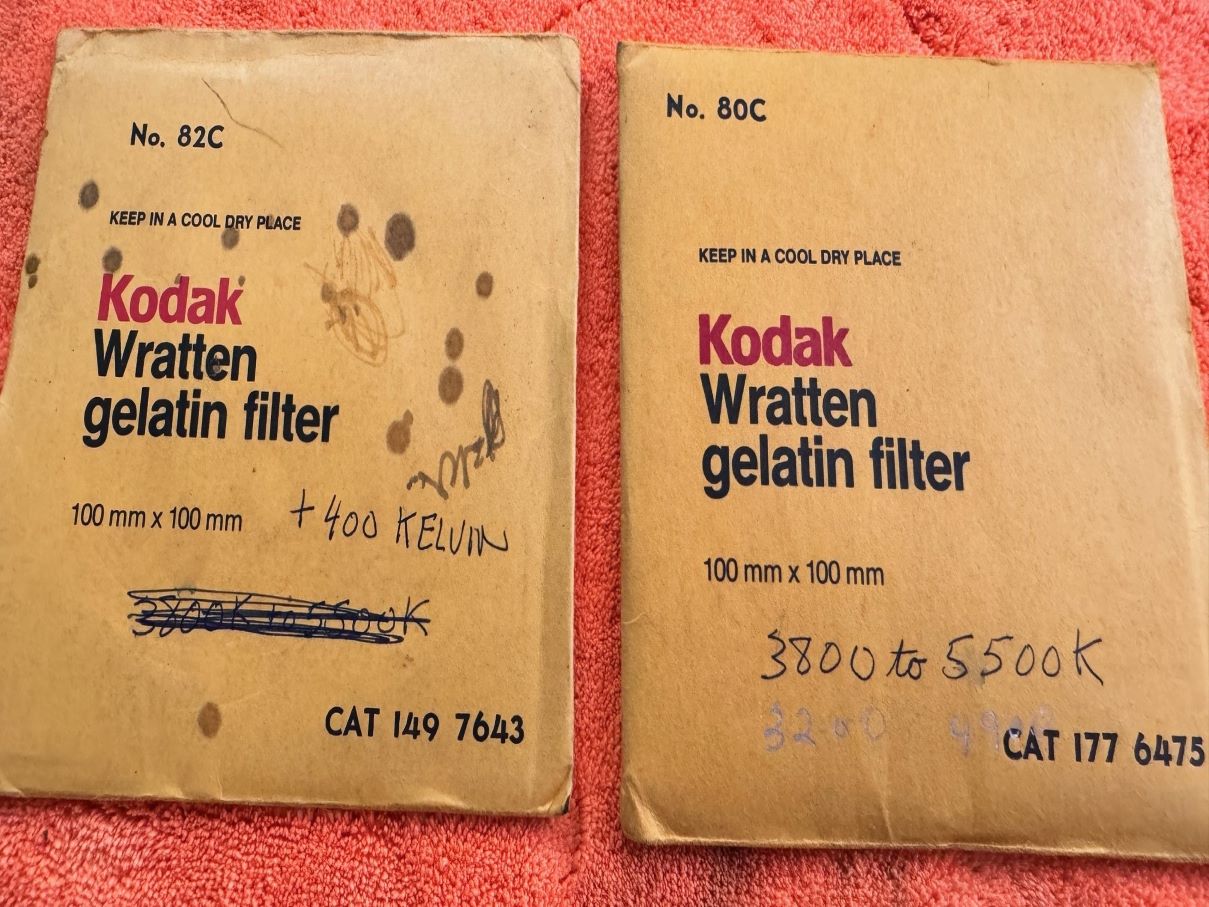 No. 82C
KEEP IN A COOL DRY PLACE
Kodak
Wratten
gelatin filter
100 mm x 100 mm
+400 KELVIN
3800K to 5500K
CAT 149 7643
No. 80C
KEEP IN A COOL DRY PLACE
Kodak
Wratten
gelatin filter
100 mm x 100 mm
3800 to 5500K
3200
CAT 177 6475